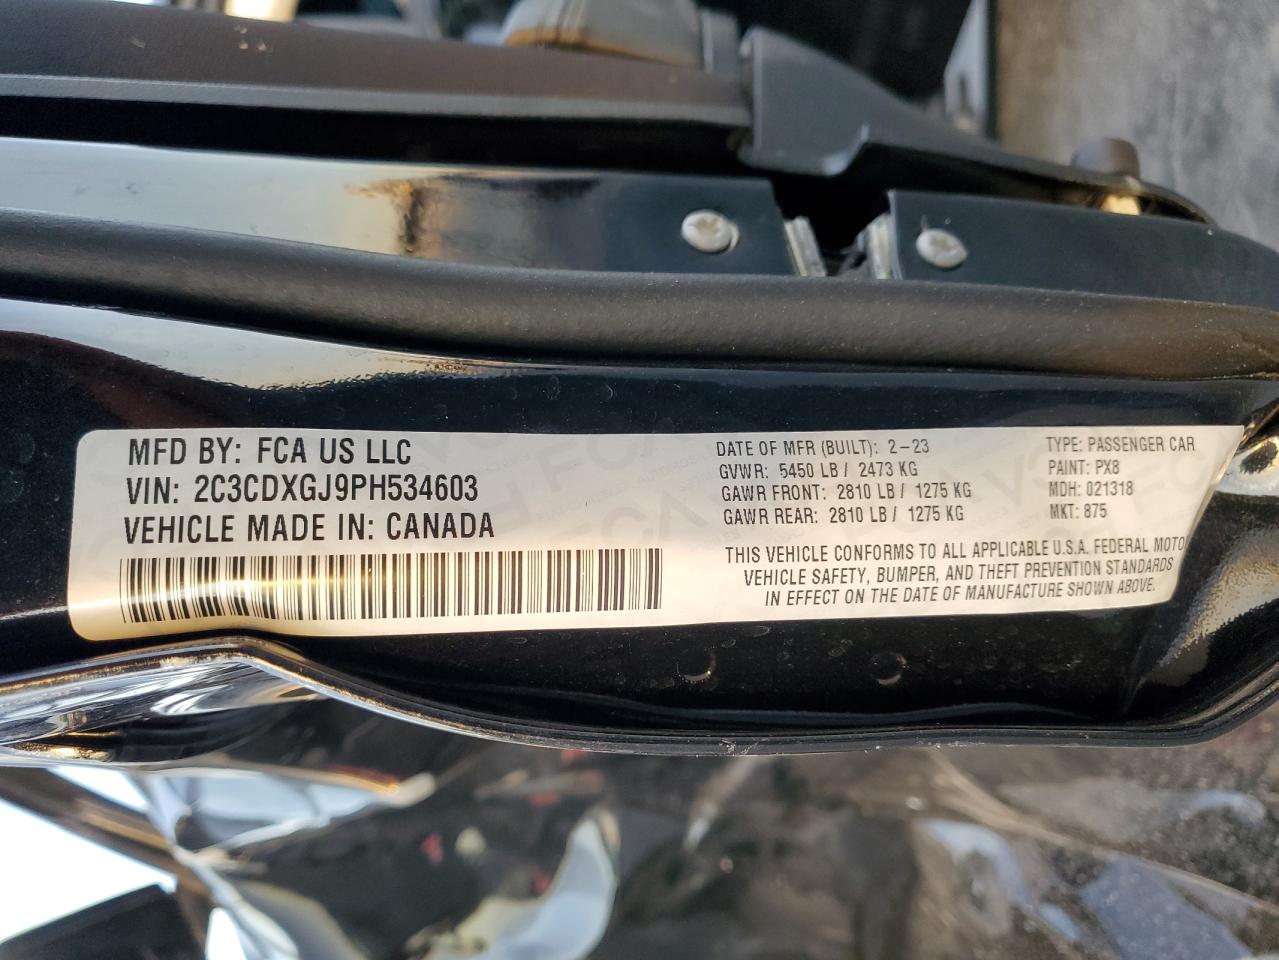 MFD BY: FCA US LLC
VIN: 2C3CDXGJ9PH534603
VEHICLE MADE IN: CANADA
DATE OF MFR (BUILT): 2-23
GVWR: 5450 LB / 2473 KG
GAWR FRONT: 2810 LB / 1275 KG
GAWR REAR: 2810 LB / 1275 KG
TYPE: PASSENGER CAR
PAINT: PX8
MDH: 021318
MKT: 875
THIS VEHICLE CONFORMS TO ALL APPLICABLE U.S.A. FEDERAL MOTO
VEHICLE SAFETY, BUMPER, AND THEFT PREVENTION STANDARDS
IN EFFECT ON THE DATE OF MANUFACTURE SHOWN ABOVE.